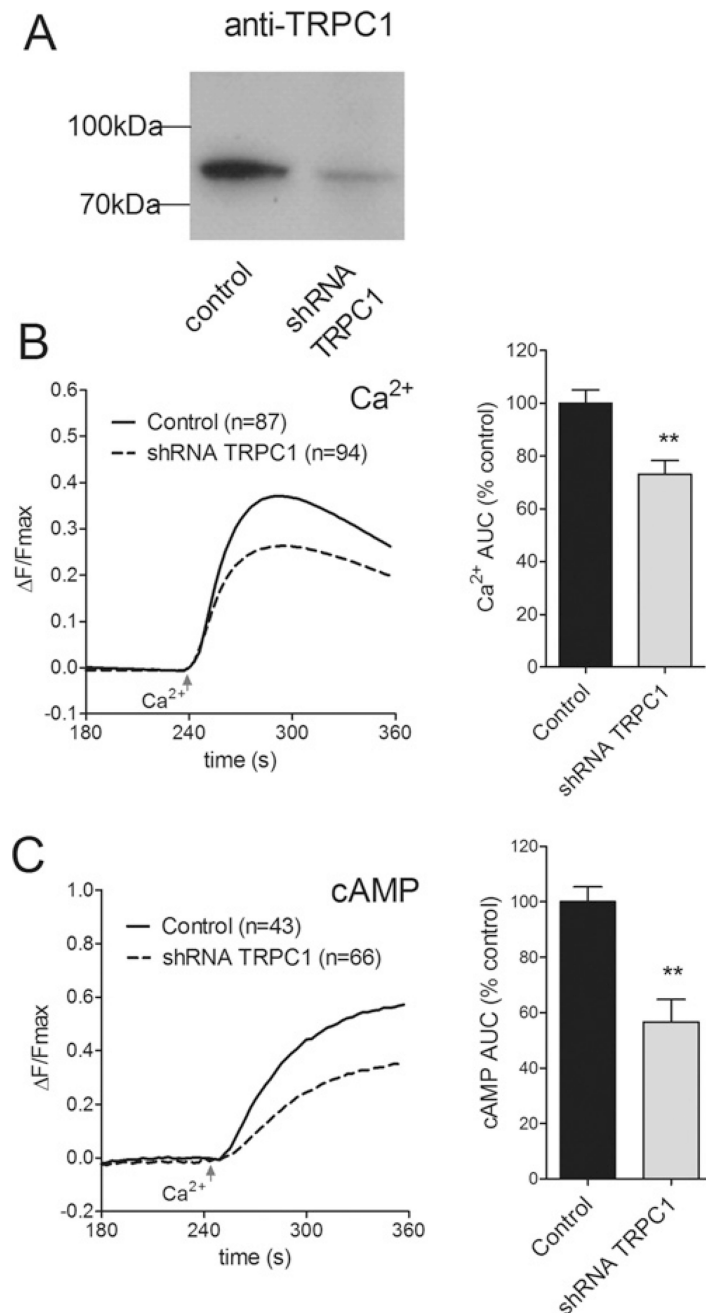 A
anti-TRPC1
100kDa
70kDa
control
shRNA
TRPC1
B
Ca²⁺
Control (n=87)
shRNA TRPC1 (n=94)
ΔF/Fmax
0.6
0.5
0.4
0.3
0.2
0.1
0.0
-0.1
Ca²⁺
180 240 300 360
time (s)
Ca²⁺ AUC (% control)
120
100
80
60
40
20
0
**
Control
shRNA TRPC1
C
cAMP
Control (n=43)
shRNA TRPC1 (n=66)
ΔF/Fmax
1.0
0.8
0.6
0.4
0.2
0.0
-0.2
Ca²⁺
180 240 300 360
time (s)
cAMP AUC (% control)
120
100
80
60
40
20
0
**
Control
shRNA TRPC1